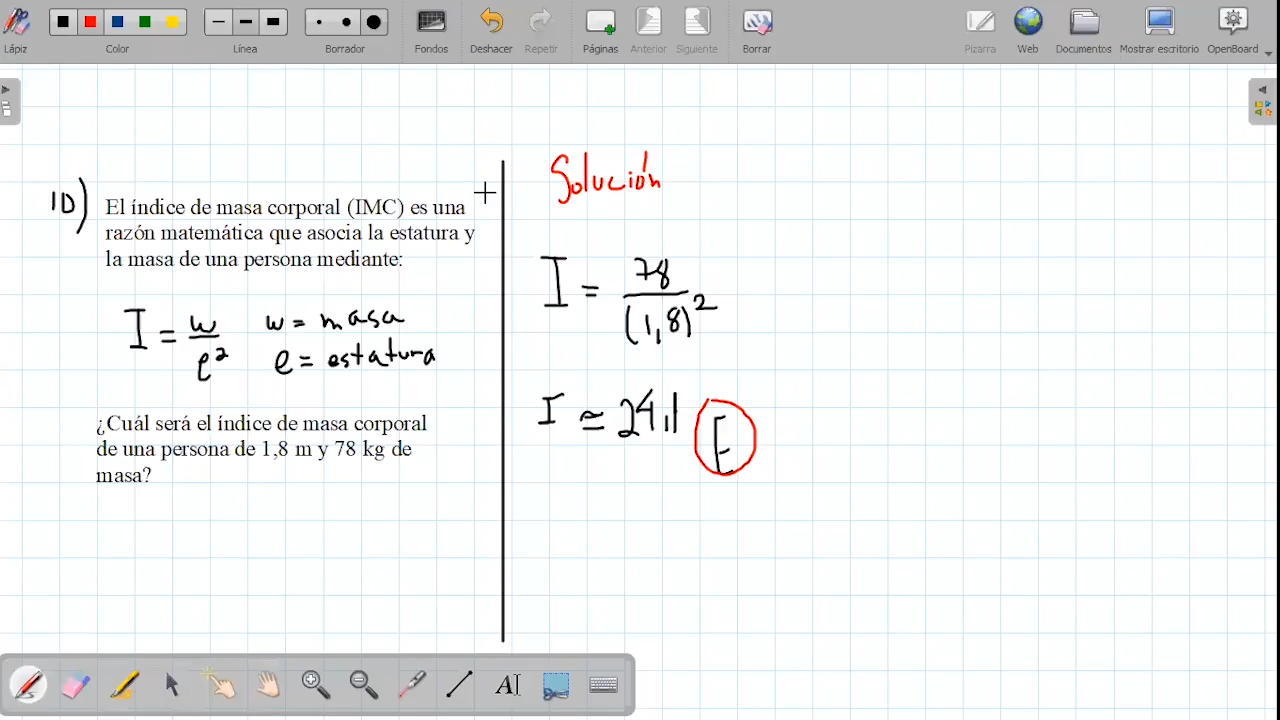 Lápiz
Color
Línea
Borrador
Fondos
Deshacer
Repetir
Páginas
Anterior
Siguiente
Borrar
Pizarra
Web
Documentos
Mostrar escritorio
OpenBoard
10)
El índice de masa corporal (IMC) es una
razón matemática que asocia la estatura y
la masa de una persona mediante:
I = w/e² w = masa
e = estatura
¿Cuál será el índice de masa corporal
de una persona de 1,8 m y 78 kg de
masa?
Solución
I = 78/(1,8)²
I ≃ 24,1 E
AI